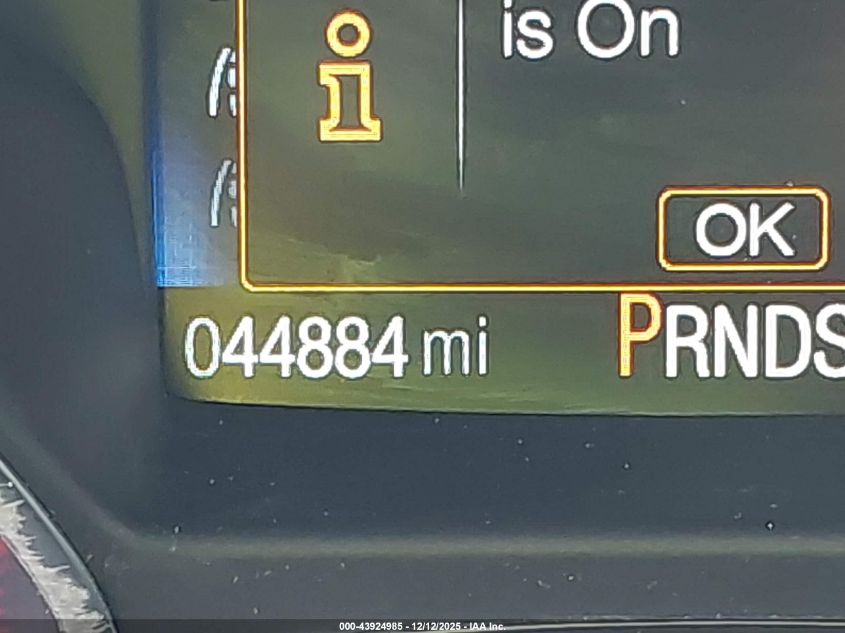 is On
OK
044884 mi
PRNDS
000-43924985 - 12/12/2025 - IAA Inc.